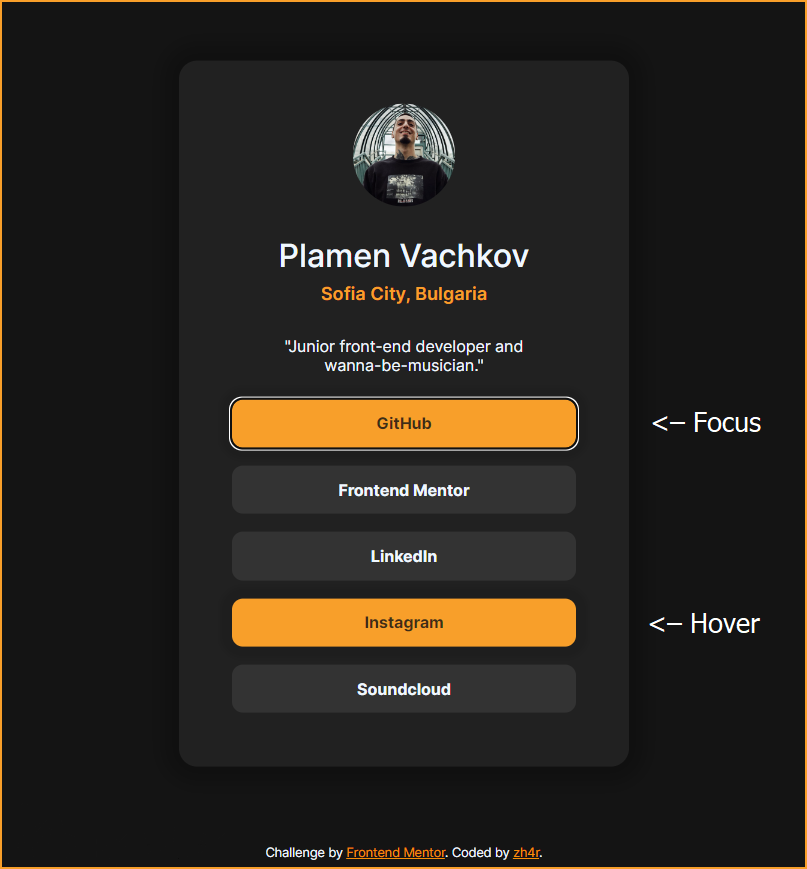 Plamen Vachkov
Sofia City, Bulgaria
"Junior front-end developer and
wanna-be-musician."
GitHub
<– Focus
Frontend Mentor
LinkedIn
Instagram
<– Hover
Soundcloud
Challenge by Frontend Mentor. Coded by zh4r.